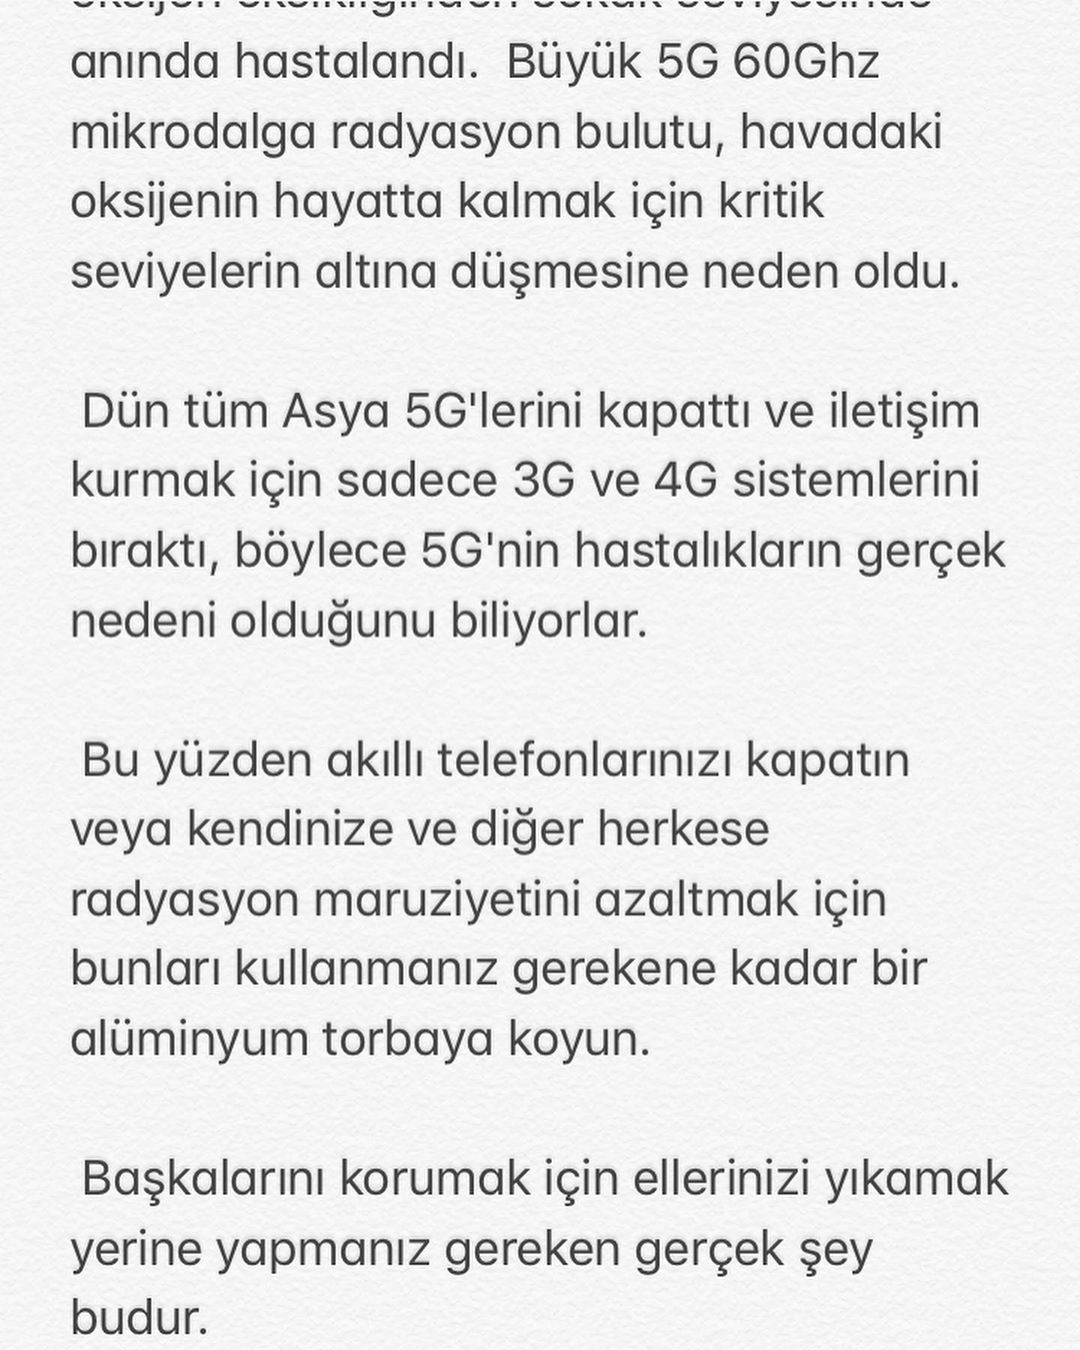 oksijen eksikliğinden sokak seviyesinde
anında hastalandı.  Büyük 5G 60Ghz
mikrodalga radyasyon bulutu, havadaki
oksijenin hayatta kalmak için kritik
seviyelerin altına düşmesine neden oldu.
Dün tüm Asya 5G'lerini kapattı ve iletişim
kurmak için sadece 3G ve 4G sistemlerini
bıraktı, böylece 5G'nin hastalıkların gerçek
nedeni olduğunu biliyorlar.
Bu yüzden akıllı telefonlarınızı kapatın
veya kendinize ve diğer herkese
radyasyon maruziyetini azaltmak için
bunları kullanmanız gerekene kadar bir
alüminyum torbaya koyun.
Başkalarını korumak için ellerinizi yıkamak
yerine yapmanız gereken gerçek şey
budur.